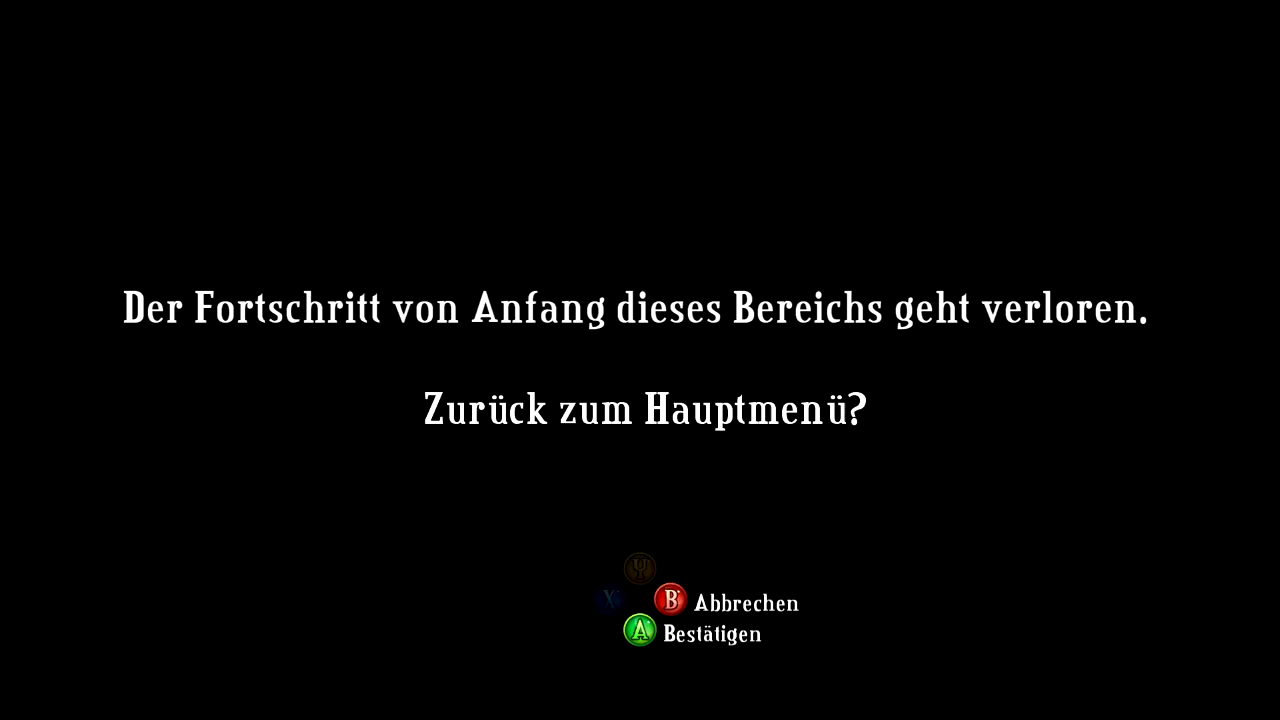 Der Fortschritt von Anfang dieses Bereichs geht verloren.
Zurück zum Hauptmenü?
Y
X B Abbrechen
A Bestätigen